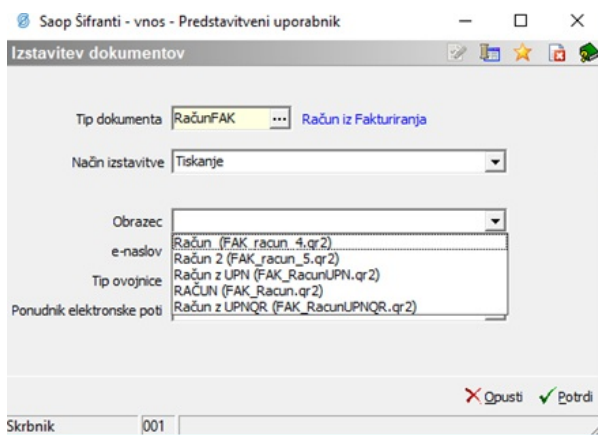 Saop Šifranti - vnos - Predstavitveni uporabnik
Izstavitev dokumentov
Tip dokumenta RačunFAK ... Račun iz Fakturiranja
Način izstavitve Tiskanje
Obrazec
Račun (FAK_racun_4.qr2)
e-naslov
Račun 2 (FAK_racun_5.qr2)
Račun z UPN (FAK_RacunUPN.qr2)
Tip ovojnice
RAČUN (FAK_Racun.qr2)
Ponudnik elektronske poti Račun z UPNQR (FAK_RacunUPNQR.qr2)
Opusti Potrdi
Skrbnik 001